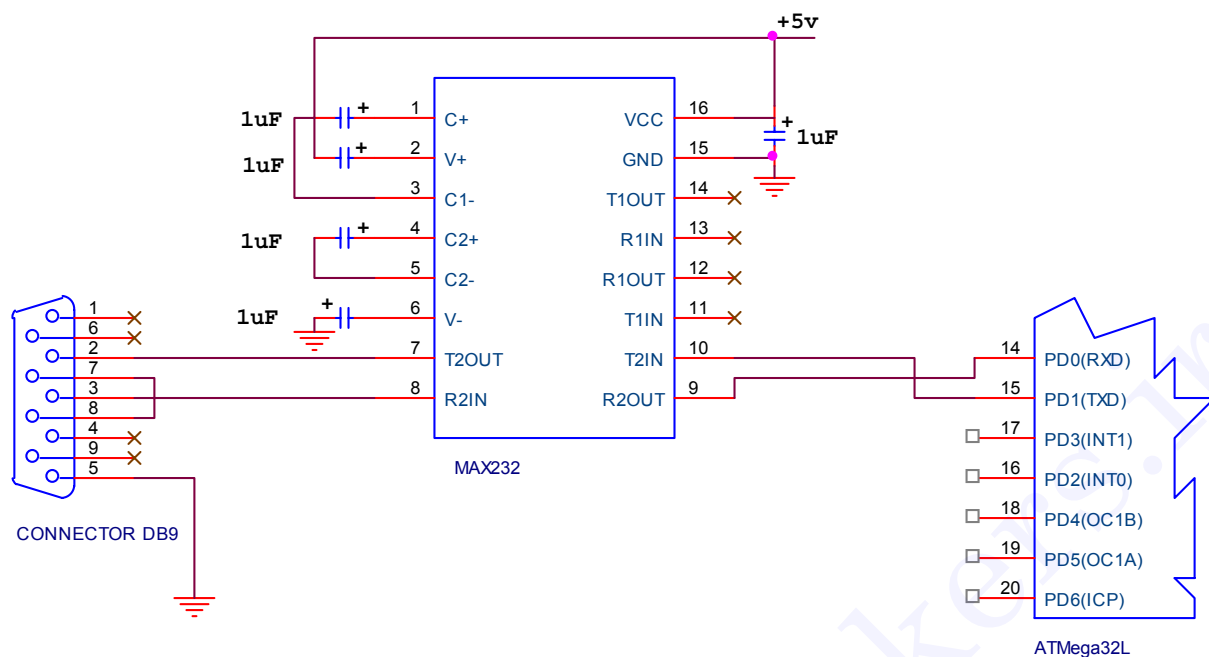 +5v
1uF + 1 C+ VCC 16 + 1uF
1uF + 2 V+ GND 15
3 C1- T1OUT 14
1uF + 4 C2+ R1IN 13
5 C2- R1OUT 12
1uF + 6 V- T1IN 11
7 T2OUT T2IN 10
8 R2IN R2OUT 9
MAX232
1
6
2
7
3
8
4
9
5
CONNECTOR DB9
14 PD0(RXD)
15 PD1(TXD)
17 PD3(INT1)
16 PD2(INT0)
18 PD4(OC1B)
19 PD5(OC1A)
20 PD6(ICP)
ATMega32L